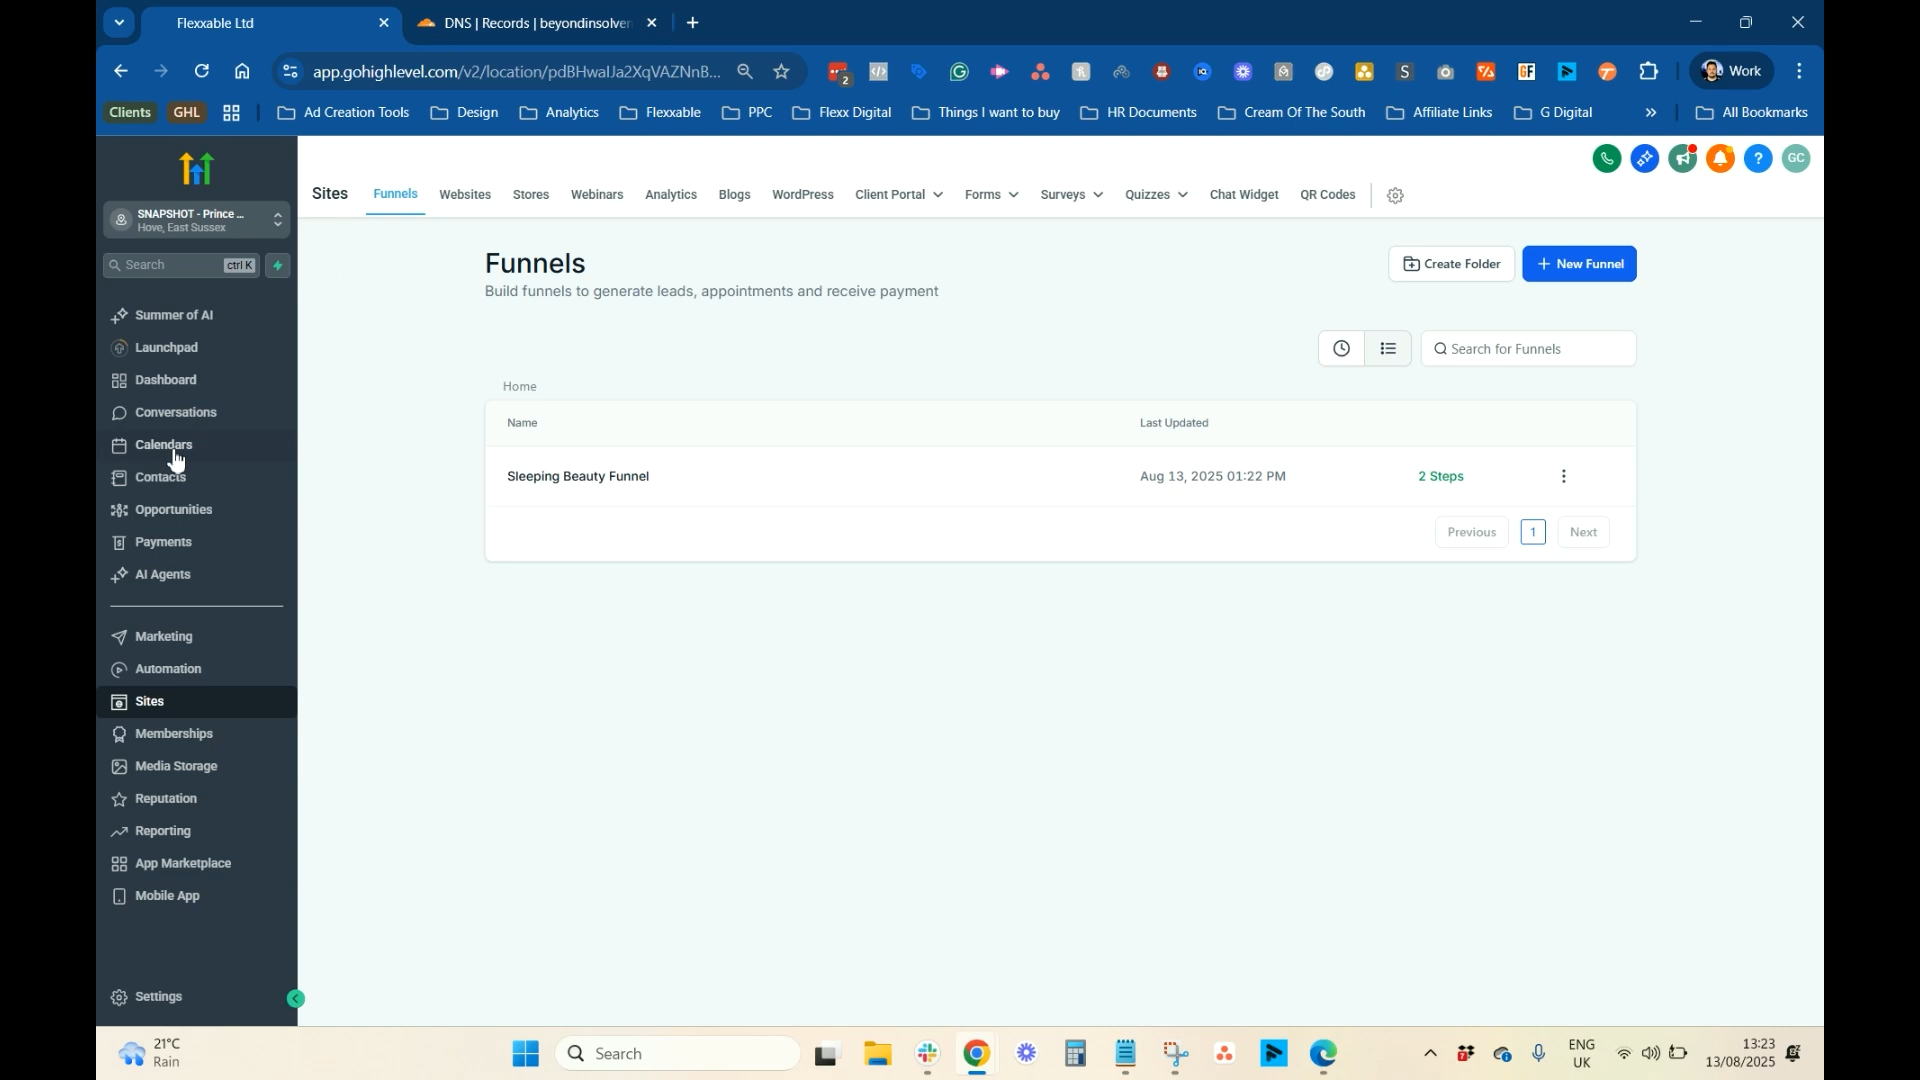 Flexxable Ltd
DNS | Records | beyondinsolven
app.gohighlevel.com/v2/location/pdBHwalJa2XqVAZNnB...
2
Work
Clients
GHL
Ad Creation Tools
Design
Analytics
Flexxable
PPC
Flexx Digital
Things I want to buy
HR Documents
Cream Of The South
Affiliate Links
G Digital
All Bookmarks
GC
SNAPSHOT - Prince ...
Hove, East Sussex
Search
ctrl K
Sites
Funnels
Websites
Stores
Webinars
Analytics
Blogs
WordPress
Client Portal
Forms
Surveys
Quizzes
Chat Widget
QR Codes
Summer of AI
Launchpad
Dashboard
Conversations
Calendars
Contacts
Opportunities
Payments
AI Agents
Marketing
Automation
Sites
Memberships
Media Storage
Reputation
Reporting
App Marketplace
Mobile App
Settings
Funnels
Build funnels to generate leads, appointments and receive payment
Create Folder
+ New Funnel
Search for Funnels
Home
Name
Last Updated
Sleeping Beauty Funnel
Aug 13, 2025 01:22 PM
2 Steps
Previous
1
Next
21°C
Rain
Search
ENG
UK
13:23
13/08/2025